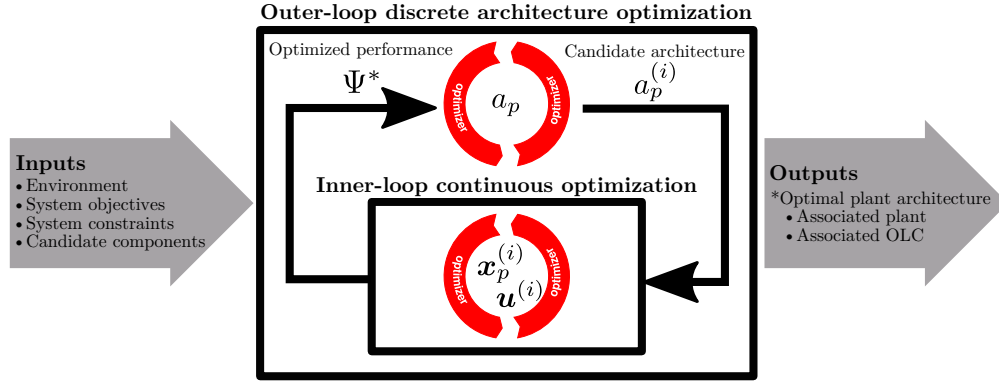 Outer-loop discrete architecture optimization
Optimized performance
Candidate architecture
Ψ*
a_p^{(i)}
optimizer
a_p
optimizer
Inputs
• Environment
• System objectives
• System constraints
• Candidate components
Inner-loop continuous optimization
optimizer
x_p^{(i)}
u^{(i)}
optimizer
Outputs
*Optimal plant architecture
• Associated plant
• Associated OLC